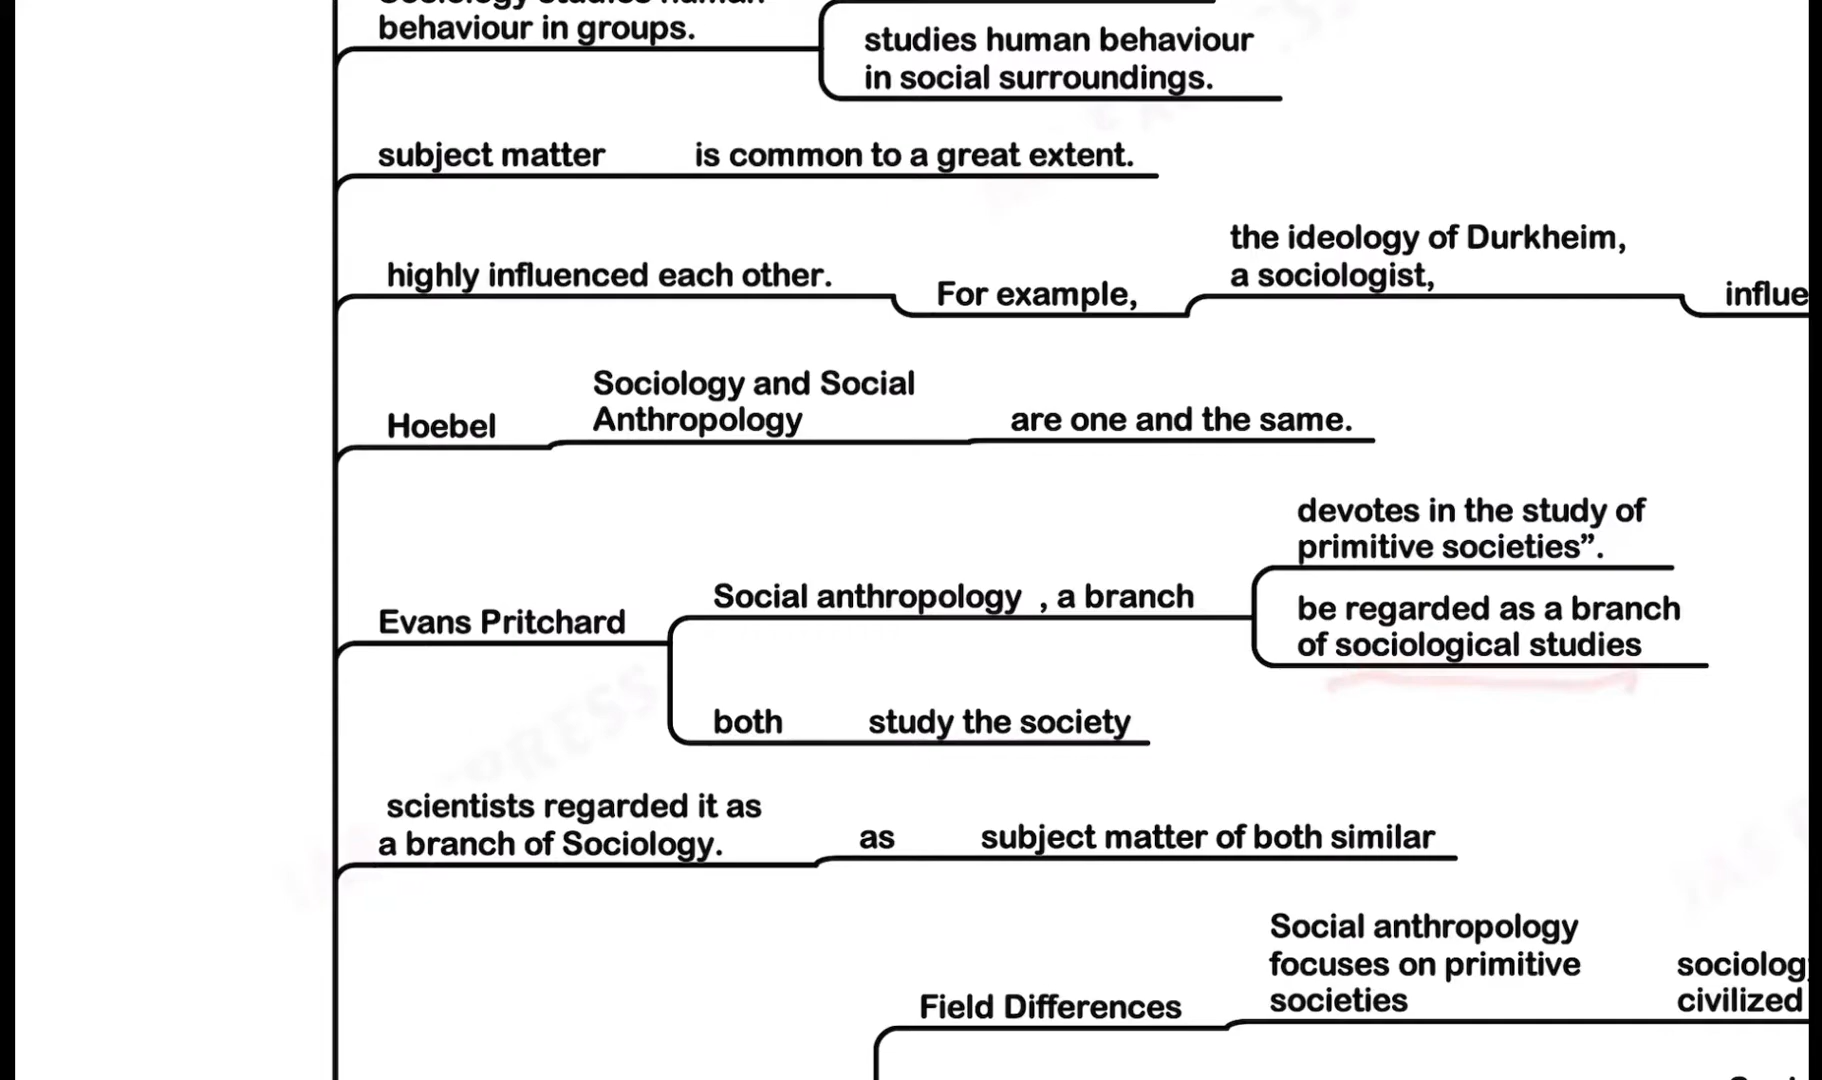 behaviour in groups.
studies human behaviour
in social surroundings.
subject matter is common to a great extent.
highly influenced each other. For example,
the ideology of Durkheim,
a sociologist,
Hoebel
Sociology and Social
Anthropology
are one and the same.
Evans Pritchard
Social anthropology , a branch
devotes in the study of
primitive societies”.
be regarded as a branch
of sociological studies
both study the society
scientists regarded it as
a branch of Sociology.
as subject matter of both similar
Field Differences
Social anthropology
focuses on primitive
societies
civilized